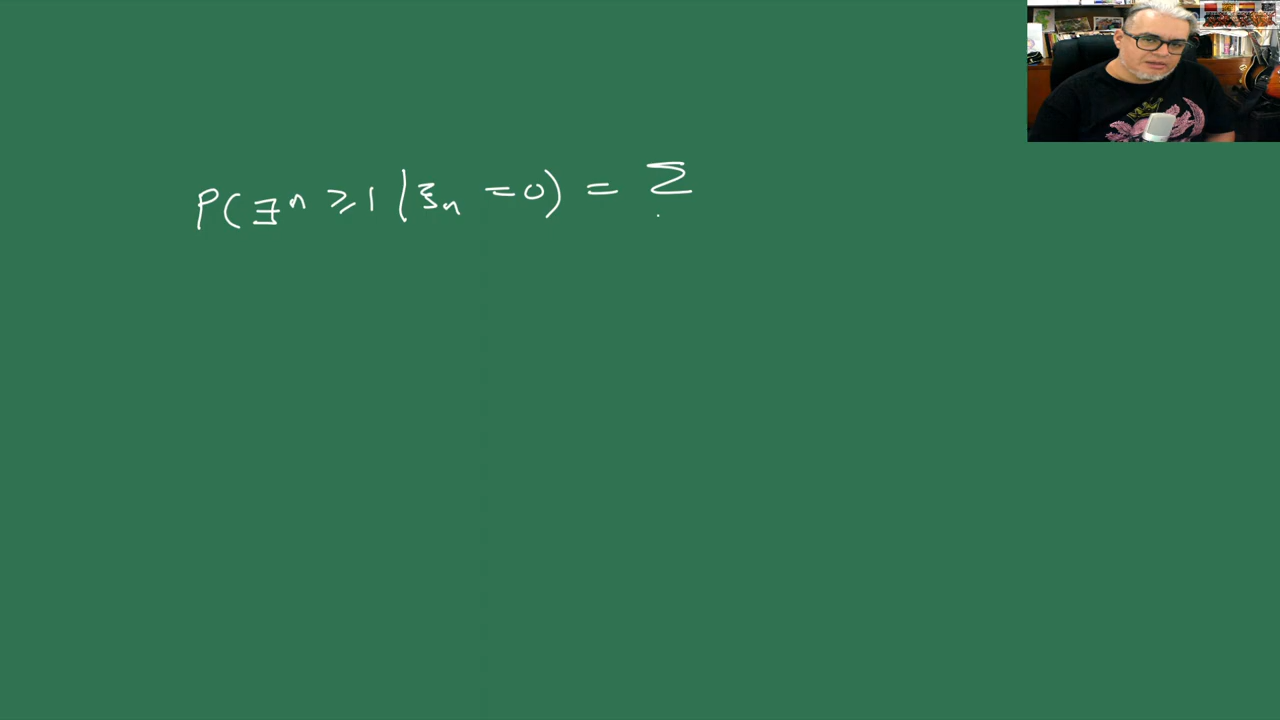 P(∃ n ≥ 1 | ξₙ = 0) = Σ